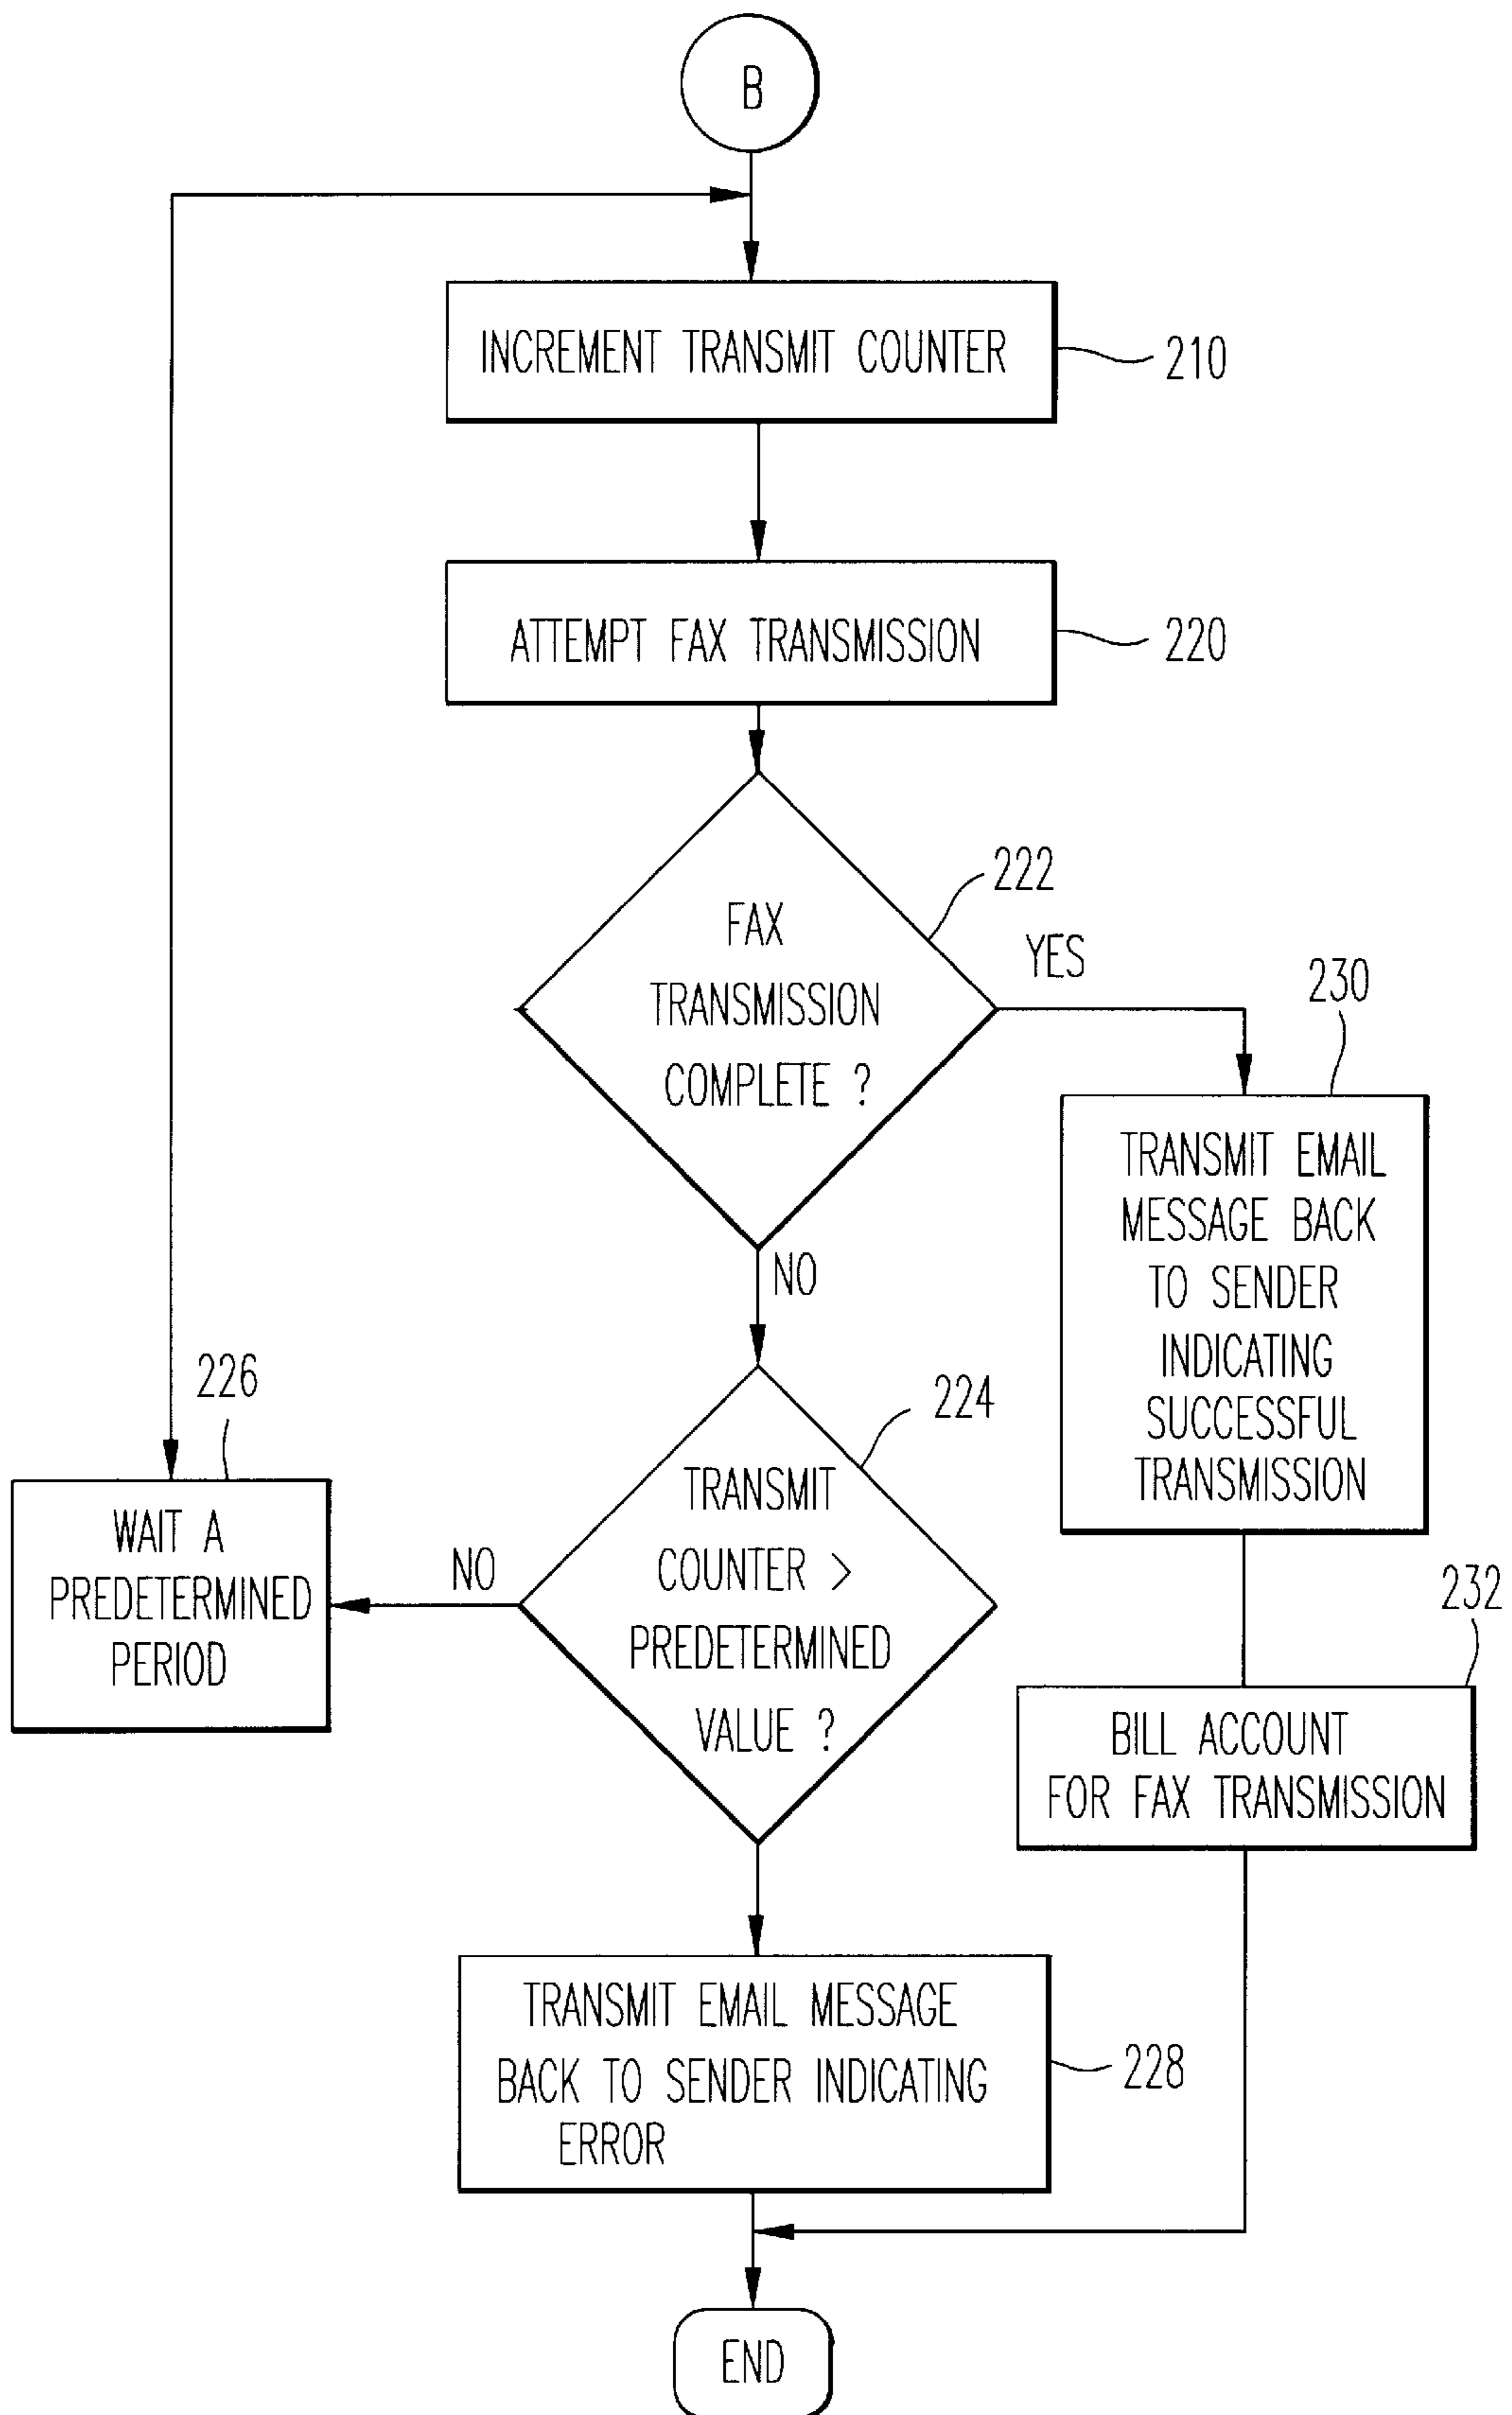 B
INCREMENT TRANSMIT COUNTER
210
ATTEMPT FAX TRANSMISSION
220
222
FAX
TRANSMISSION
COMPLETE ?
YES
230
TRANSMIT EMAIL
MESSAGE BACK
TO SENDER
INDICATING
SUCCESSFUL
TRANSMISSION
NO
226
WAIT A
PREDETERMINED
PERIOD
NO
224
TRANSMIT
COUNTER >
PREDETERMINED
VALUE ?
232
BILL ACCOUNT
FOR FAX TRANSMISSION
TRANSMIT EMAIL MESSAGE
BACK TO SENDER INDICATING
ERROR
228
END